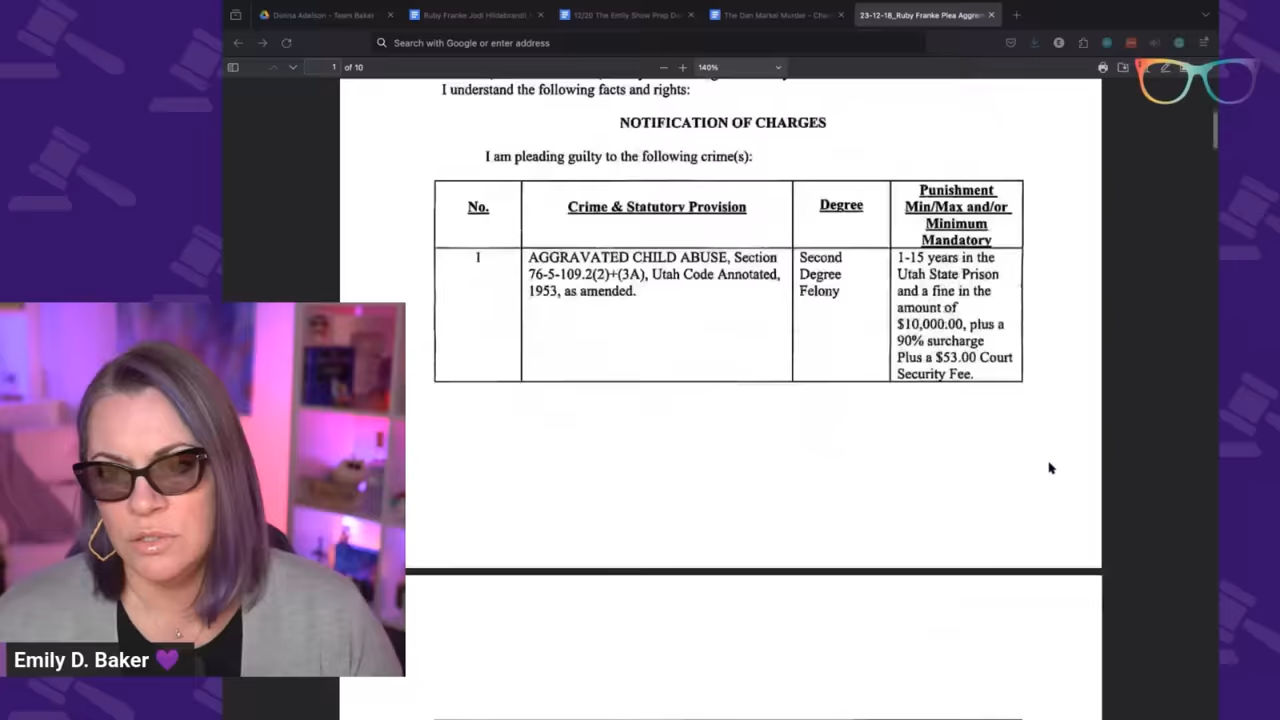 Donna Adelson - Team Baker
Ruby Franke Jodi Hildebrandt
12/20 The Emily Show Prep Do
The Dan Markel Murder - Cha
23-12-18_Ruby Franke Plea Aggrem
Search with Google or enter address
1 of 10
140%
I understand the following facts and rights:
NOTIFICATION OF CHARGES
I am pleading guilty to the following crime(s):
No.
Crime & Statutory Provision
Degree
Punishment
Min/Max and/or
Minimum
Mandatory
1
AGGRAVATED CHILD ABUSE, Section
76-5-109.2(2)+(3A), Utah Code Annotated,
1953, as amended.
Second
Degree
Felony
1-15 years in the
Utah State Prison
and a fine in the
amount of
$10,000.00, plus a
90% surcharge
Plus a $53.00 Court
Security Fee.
Emily D. Baker 💜